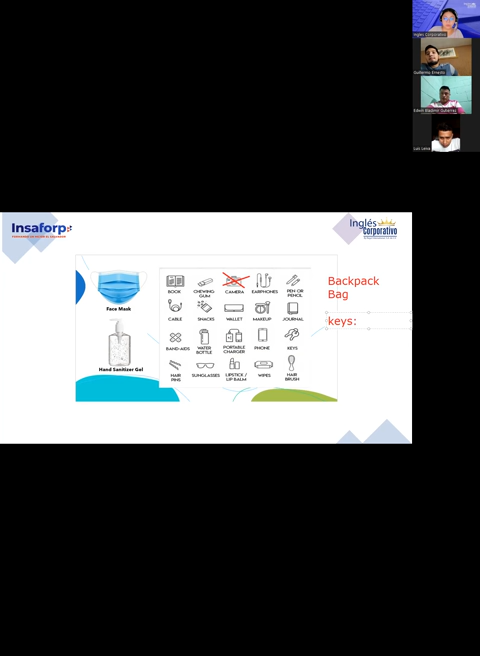 Inglés Corporativo
Guillermo Ernesto
Edwin Vladimir Gutierrez
Luis Leiva
Insaforp
Inglés
Corporativo
Face Mask
Hand Sanitizer Gel
BOOK
CHEWING GUM
CAMERA
EARPHONES
PEN OR PENCIL
CABLE
SNACKS
WALLET
MAKEUP
JOURNAL
BAND-AIDS
WATER BOTTLE
PORTABLE CHARGER
PHONE
KEYS
HAIR PINS
SUNGLASSES
LIPSTICK / LIP BALM
WIPES
HAIR BRUSH
Backpack
Bag
keys: